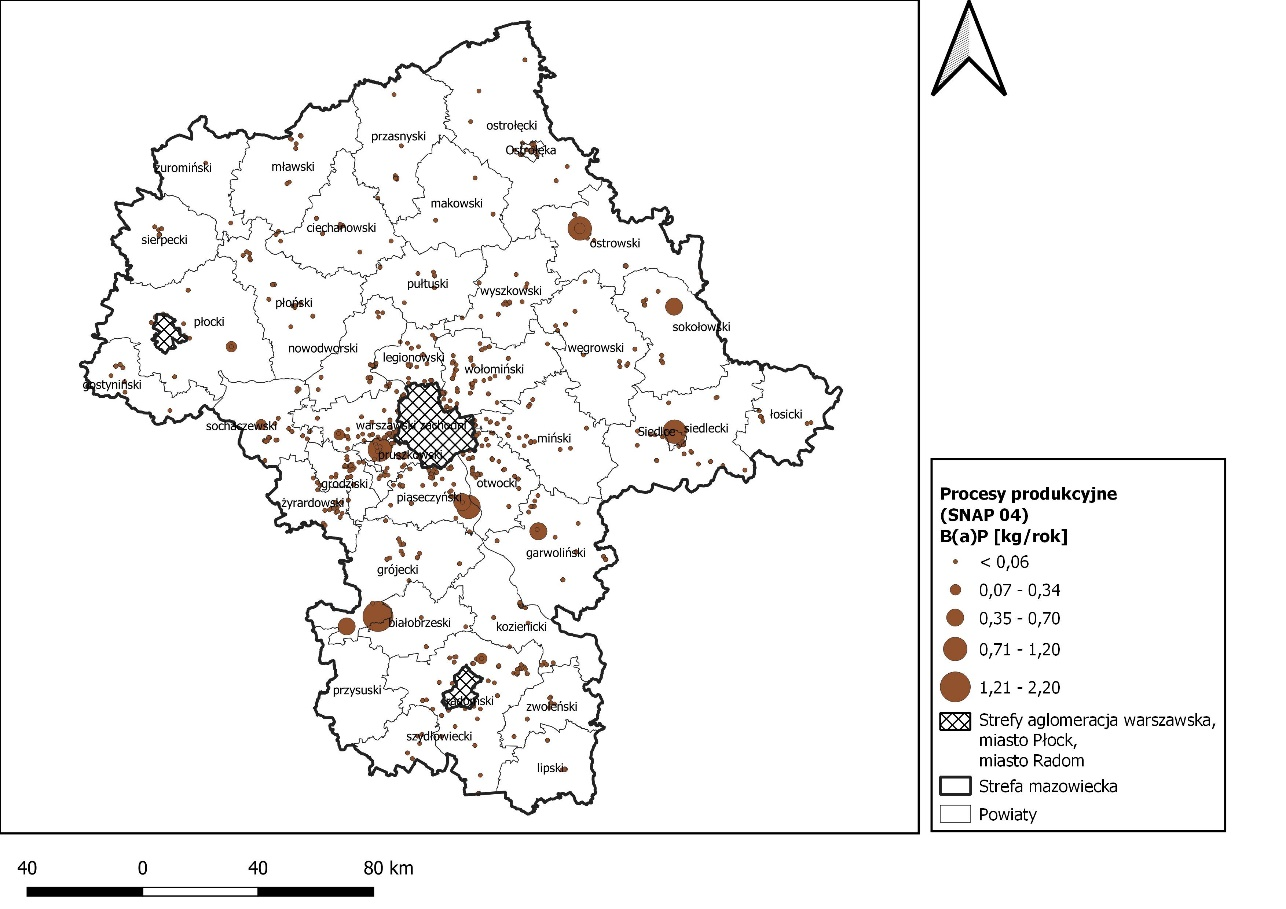 ostrołęcki
przasnyski
Ostrołęka
żuromiński
mławski
makowski
ciechanowski
sierpecki
ostrowski
pułtuski
wyszkowski
płoński
płocki
sokołowski
nowodworski
węgrowski
legionowski
wołomiński
gostyniński
łosicki
sochaczewski
warszawski zachodni
Siedlce
siedlecki
miński
pruszkowski
grodziski
otwocki
piaseczyński
żyrardowski
garwoliński
grójecki
białobrzeski
kozienicki
przysuski
radomski
zwoleński
szydłowiecki
lipski
Procesy produkcyjne
(SNAP 04)
B(a)P [kg/rok]
< 0,06
0,07 - 0,34
0,35 - 0,70
0,71 - 1,20
1,21 - 2,20
Strefy aglomeracja warszawska,
miasto Płock,
miasto Radom
Strefa mazowiecka
Powiaty
40 0 40 80 km